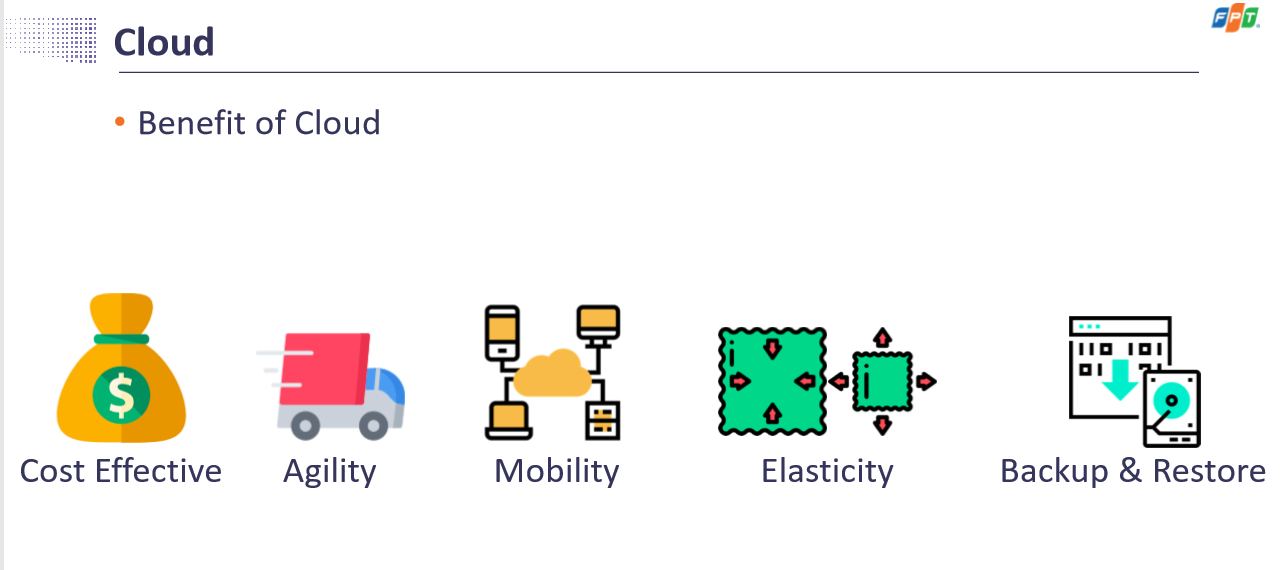 Cloud
FPT
• Benefit of Cloud
$
Cost Effective
Agility
Mobility
Elasticity
Backup & Restore